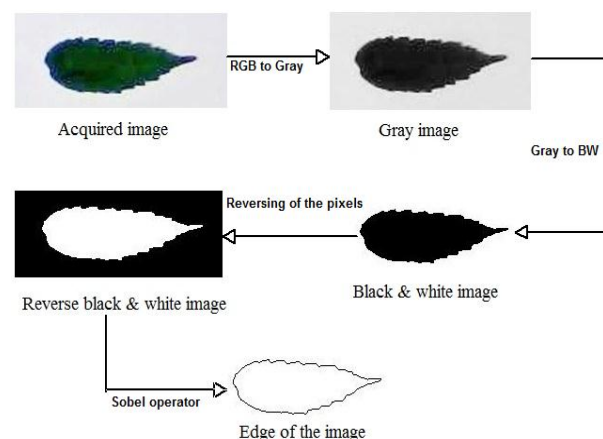 RGB to Gray
Acquired image
Gray image
Gray to BW
Reversing of the pixels
Reverse black & white image
Black & white image
Sobel operator
Edge of the image